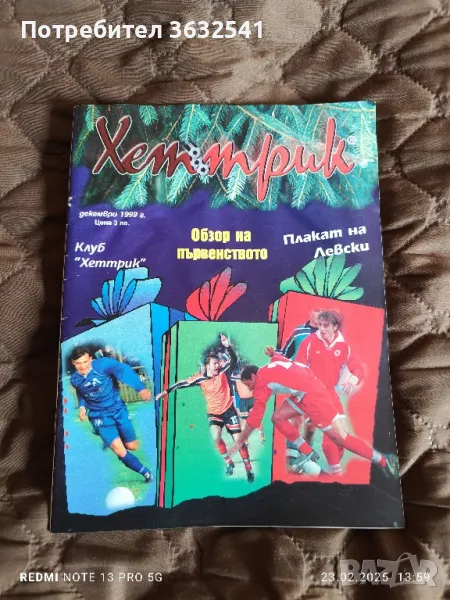 Потребител 3632541
Хеттрик
декември 1999 г.
Цена 3 лв.
Клуб
"Хеттрик"
Обзор на
първенството
Плакат на
Левски
BAZAR
REDMI NOTE 13 PRO 5G
23.02.2025 13:59